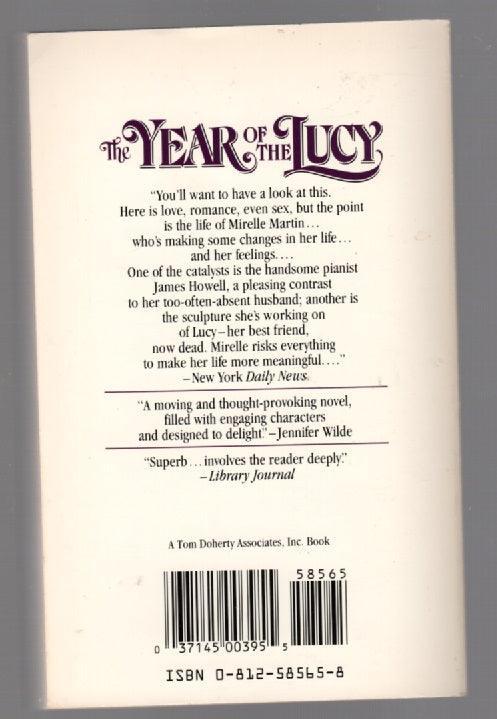 The YEAR OF THE LUCY
"You'll want to have a look at this.
Here is love, romance, even sex, but the point
is the life of Mirelle Martin...
who's making some changes in her life...
and her feelings....
One of the catalysts is the handsome pianist
James Howell, a pleasing contrast
to her too-often-absent husband; another is
the sculpture she's working on
of Lucy–her best friend,
now dead. Mirelle risks everything
to make her life more meaningful...."
–New York Daily News.
"A moving and thought-provoking novel,
filled with engaging characters
and designed to delight."–Jennifer Wilde
"Superb...involves the reader deeply."
–Library Journal
A Tom Doherty Associates, Inc. Book
58565
0 37145 00395 5
ISBN 0-812-58565-8